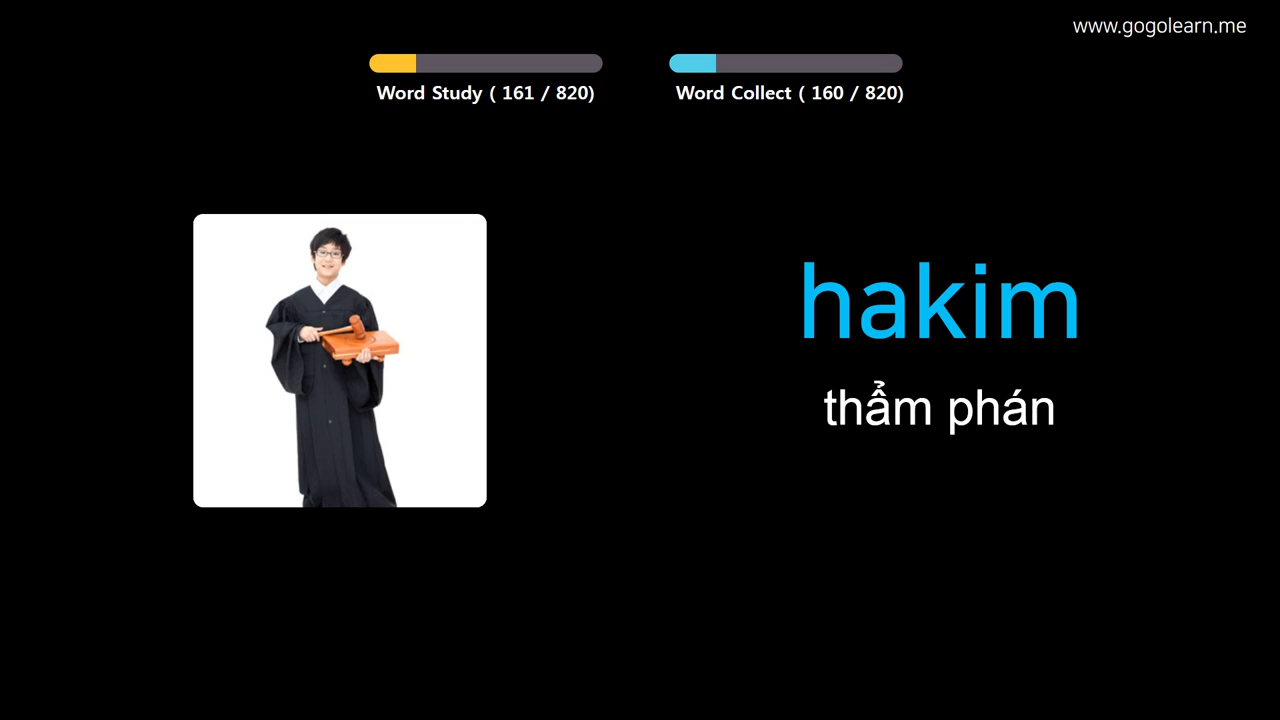 www.gogolearn.me
Word Study ( 161 / 820)
Word Collect ( 160 / 820)
hakim
thẩm phán